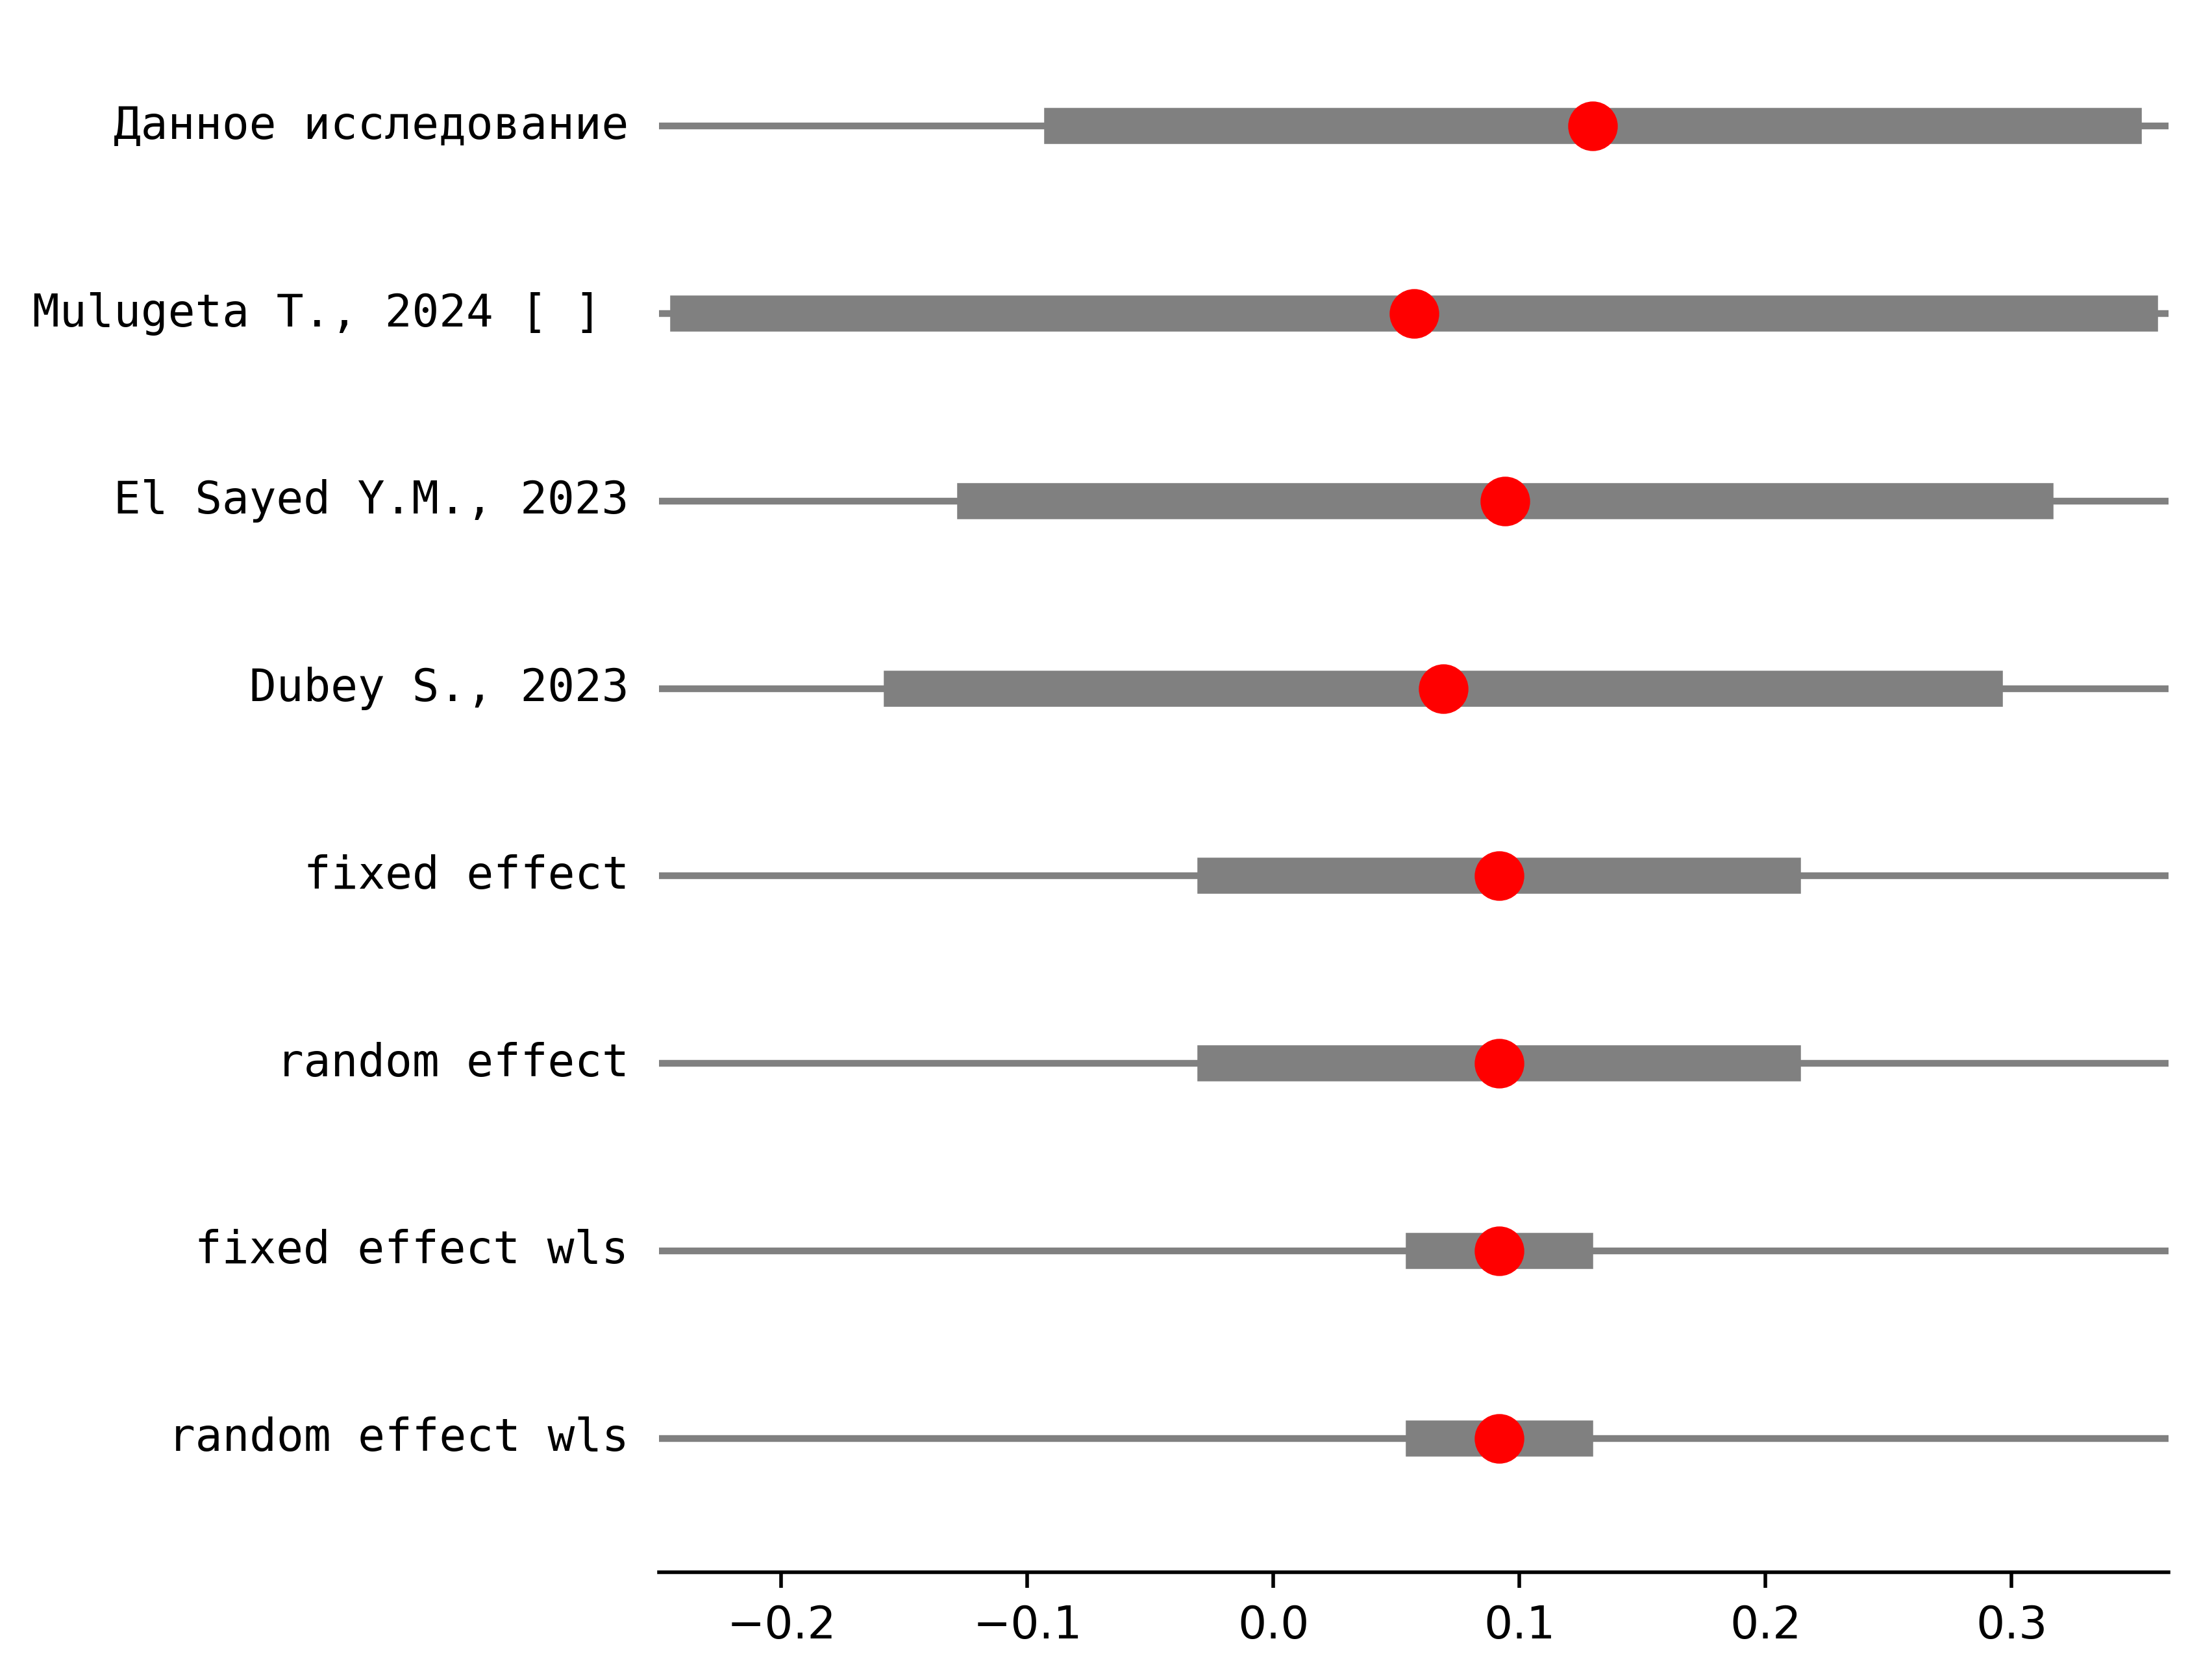 Данное исследование
Mulugeta T., 2024 [ ]
El Sayed Y.M., 2023
Dubey S., 2023
fixed effect
random effect
fixed effect wls
random effect wls
−0.2 −0.1 0.0 0.1 0.2 0.3